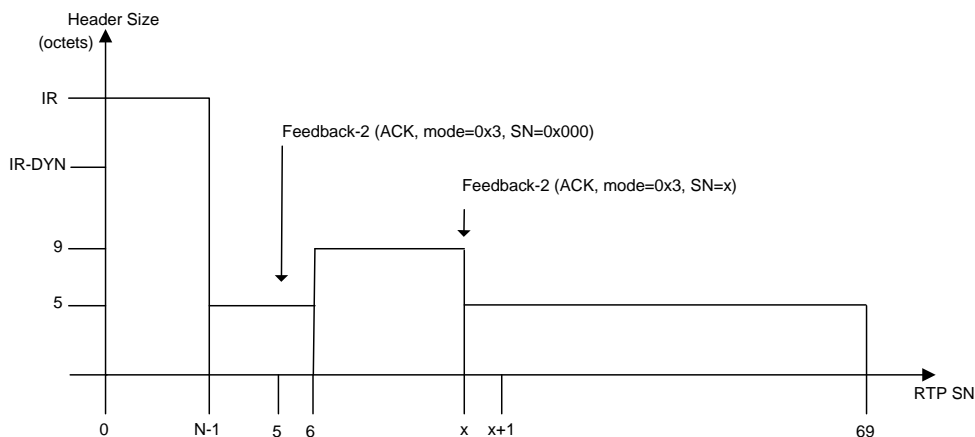 Header Size
(octets)
IR
Feedback-2 (ACK, mode=0x3, SN=0x000)
IR-DYN
Feedback-2 (ACK, mode=0x3, SN=x)
9
5
RTP SN
0 N-1 5 6 x x+1 69